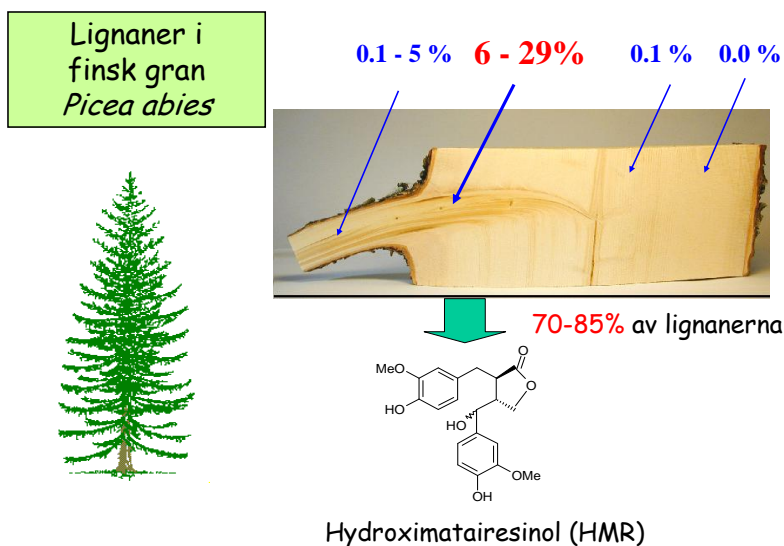 Lignaner i
finsk gran
Picea abies
0.1 - 5 % 6 - 29% 0.1 % 0.0 %
70-85% av lignanerna
O
MeO
O
HO
HO
OMe
OH
Hydroximatairesinol (HMR)